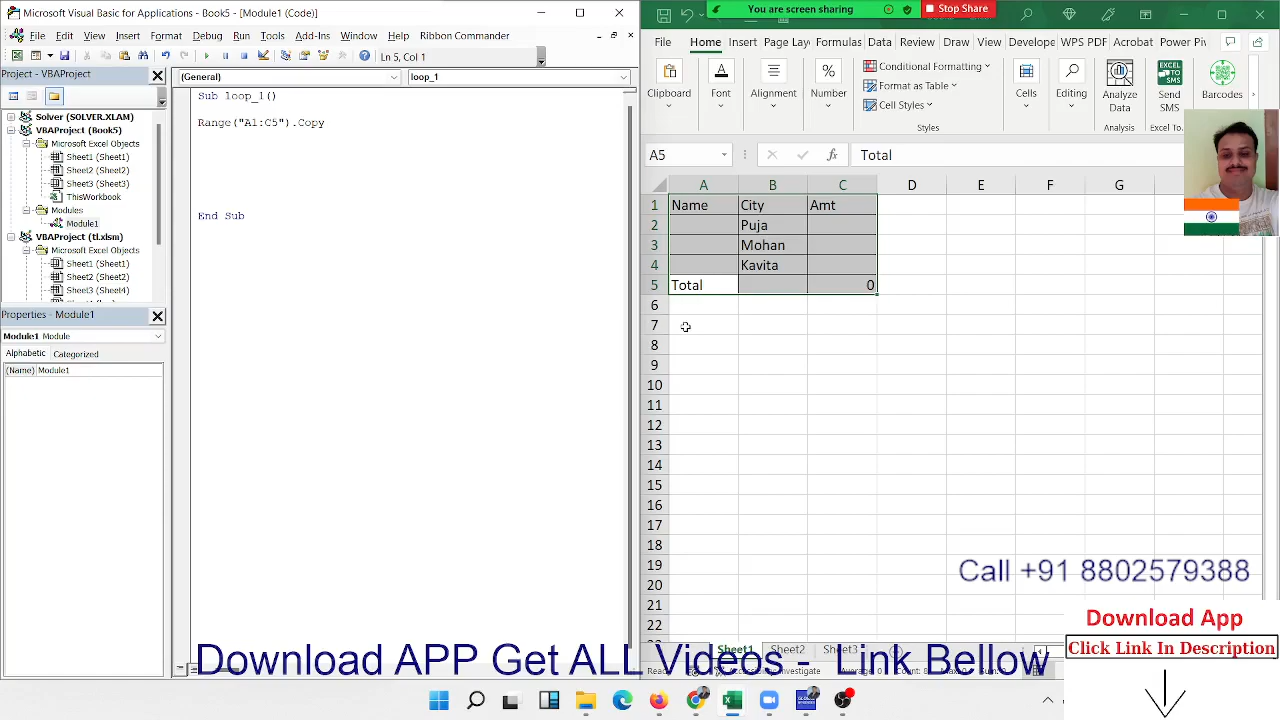 Microsoft Visual Basic for Applications - Book5 - [Module1 (Code)]
You are screen sharing
Stop Share
File Edit View Insert Format Debug Run Tools Add-Ins Window Help
Ribbon Commander
File Home Insert Page Lay Formulas Data Review View Developer WPS PDF Acrobat Power Piv
Ln 5, Col 1
Project - VBAProject
(General)
loop_1
Clipboard
Font
Alignment
Number
Conditional Formatting
Format as Table
Cell Styles
Styles
Cells
Editing
Analyze Data
Analysis
EXCEL TO SMS
Send SMS
Excel To...
Barcodes
Solver (SOLVER.XLAM)
VBAProject (Book5)
Microsoft Excel Objects
Sheet1 (Sheet1)
Sheet2 (Sheet2)
Sheet3 (Sheet3)
ThisWorkbook
Modules
Module1
VBAProject (tl.xlsm)
Microsoft Excel Objects
Sheet1 (Sheet1)
Sheet2 (Sheet2)
Sheet3 (Sheet4)
Sub loop_1()
Range("A1:C5").Copy
End Sub
A5
fx
Total
A B C D E F G
1 Name City Amt
2 Puja
3 Mohan
4 Kavita
5 Total 0
6
7
8
9
10
11
12
13
14
15
16
17
18
19
20
21
22
Properties - Module1
Module1 Module
Alphabetic Categorized
(Name) Module1
Call +91 8802579388
Download App
Click Link In Description
Sheet1 Sheet2 Sheet3
Download APP Get ALL Videos - Link Bellow